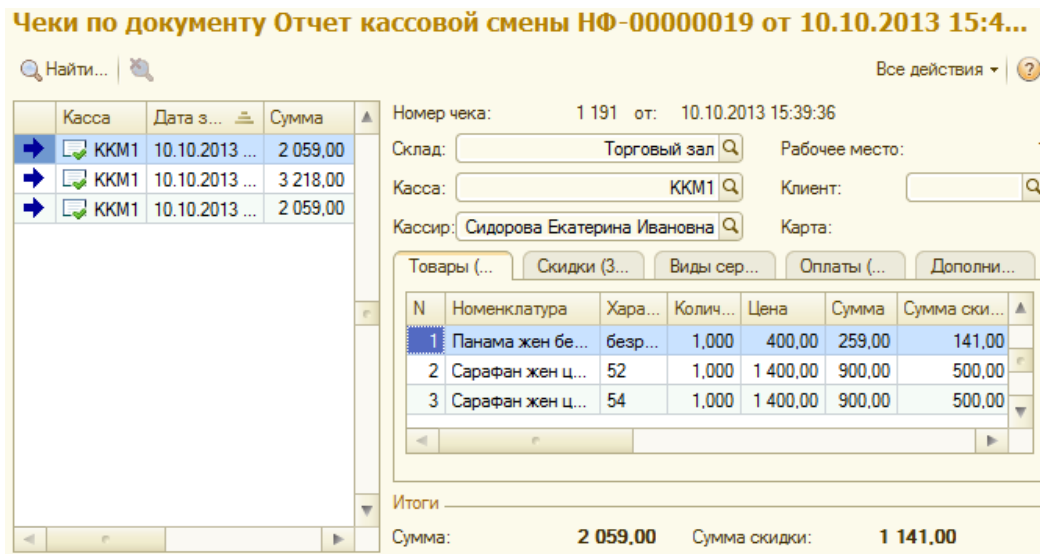 Чеки по документу Отчет кассовой смены НФ-00000019 от 10.10.2013 15:4...
Найти... Все действия ?
Касса Дата з... Сумма
ККМ1 10.10.2013 ... 2 059,00
ККМ1 10.10.2013 ... 3 218,00
ККМ1 10.10.2013 ... 2 059,00
Номер чека: 1 191 от: 10.10.2013 15:39:36
Склад: Торговый зал Рабочее место:
Касса: ККМ1 Клиент:
Кассир: Сидорова Екатерина Ивановна Карта:
Товары (... Скидки (3... Виды сер... Оплаты (... Дополни...
N Номенклатура Хара... Колич... Цена Сумма Сумма ски...
1 Панама жен бе... безр... 1,000 400,00 259,00 141,00
2 Сарафан жен ц... 52 1,000 1 400,00 900,00 500,00
3 Сарафан жен ц... 54 1,000 1 400,00 900,00 500,00
Итоги
Сумма: 2 059,00 Сумма скидки: 1 141,00